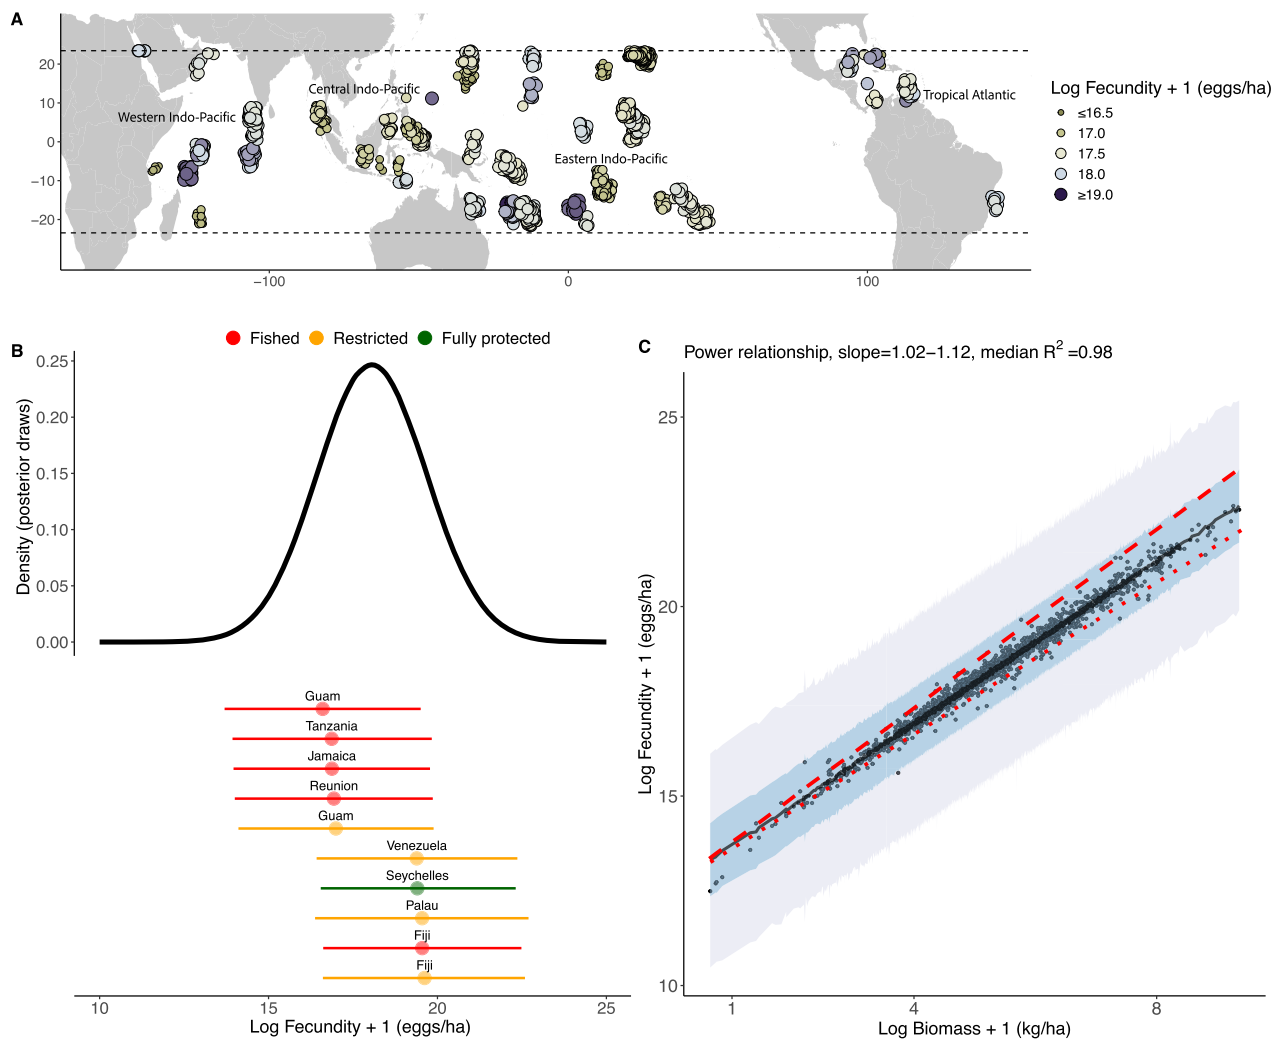 A
20
10
0
−10
−20
−100
0
100
Western Indo-Pacific
Central Indo-Pacific
Eastern Indo-Pacific
Tropical Atlantic
Log Fecundity + 1 (eggs/ha)
≤16.5
17.0
17.5
18.0
≥19.0
B
Fished
Restricted
Fully protected
0.25
0.20
0.15
0.10
0.05
0.00
Density (posterior draws)
Guam
Tanzania
Jamaica
Reunion
Guam
Venezuela
Seychelles
Palau
Fiji
Fiji
10
15
20
25
Log Fecundity + 1 (eggs/ha)
C
Power relationship, slope=1.02−1.12, median R2 =0.98
25
20
15
10
Log Fecundity + 1 (eggs/ha)
1
4
8
Log Biomass + 1 (kg/ha)